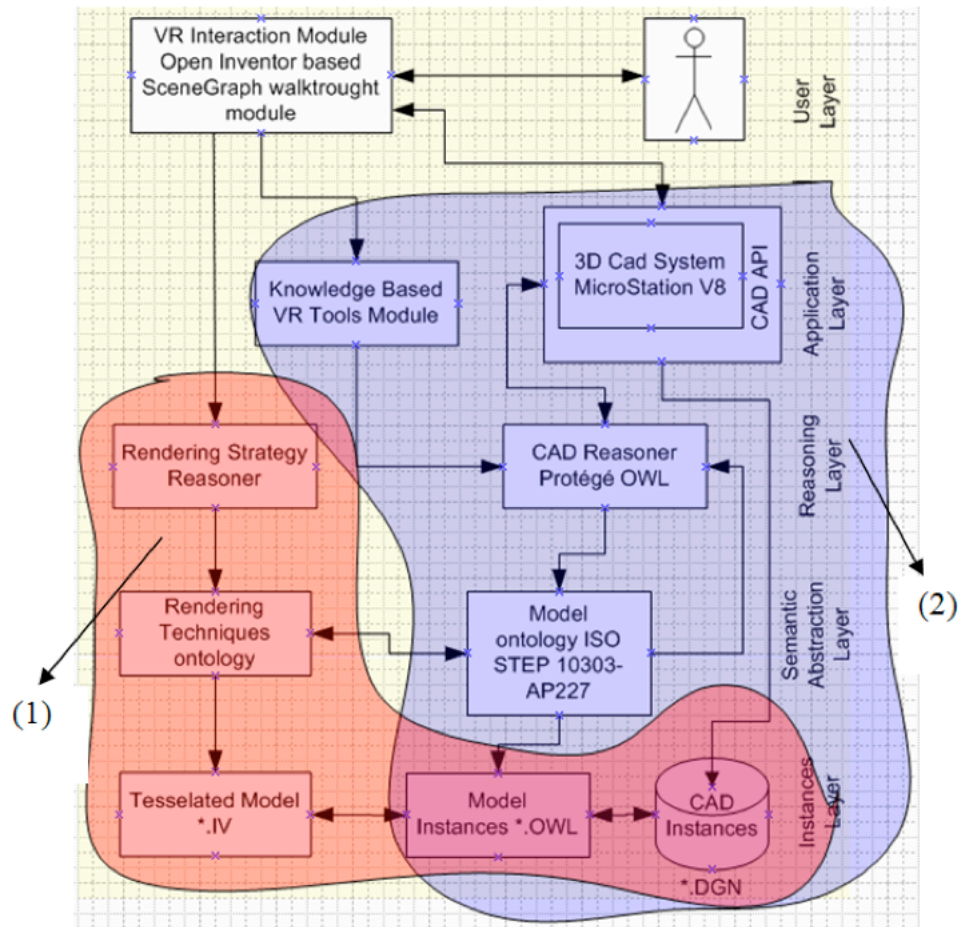 VR Interaction Module
Open Inventor based
SceneGraph walktrought
module
User
Layer
3D Cad System
MicroStation V8
CAD API
Application
Layer
Knowledge Based
VR Tools Module
Rendering Strategy
Reasoner
CAD Reasoner
Protégé OWL
Reasoning
Layer
Rendering
Techniques
ontology
Model
ontology ISO
STEP 10303-
AP227
Semantic
Abstraction
Layer
(2)
(1)
Tesselated Model
*.IV
Model
Instances *.OWL
CAD
Instances
*.DGN
Instances
Layer